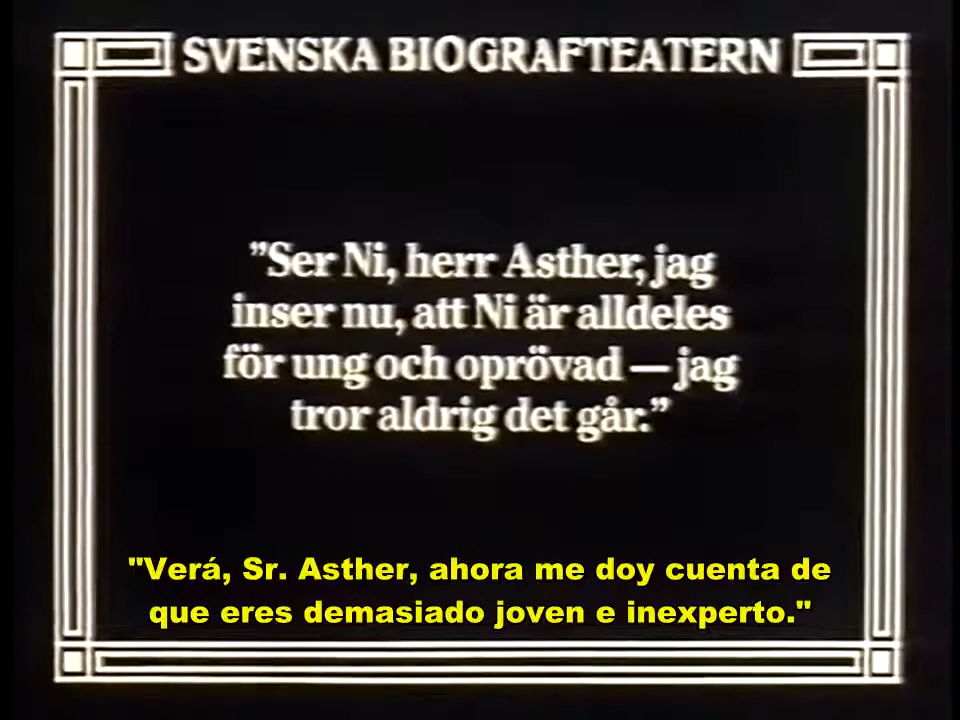 SVENSKA BIOGRAFTEATERN
”Ser Ni, herr Asther, jag
inser nu, att Ni är alldeles
för ung och oprövad — jag
tror aldrig det går.”
"Verá, Sr. Asther, ahora me doy cuenta de
que eres demasiado joven e inexperto."